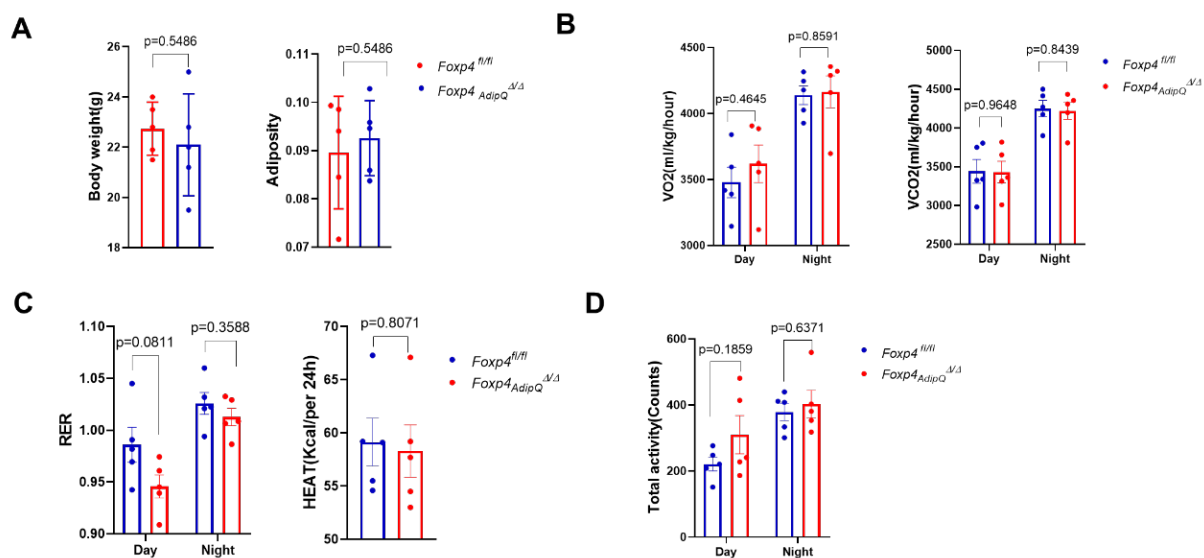 A
Body weight(g)
26
24
22
20
18
p=0.5486
Adiposity
0.11
0.10
0.09
0.08
0.07
p=0.5486
Foxp4 fl/fl
Foxp4 AdipQ Δ/Δ
B
VO2(ml/kg/hour)
4500
4000
3500
3000
p=0.4645
p=0.8591
Day
Night
VCO2(ml/kg/hour)
5000
4500
4000
3500
3000
2500
p=0.9648
p=0.8439
Day
Night
Foxp4 fl/fl
Foxp4 AdipQ Δ/Δ
C
RER
1.10
1.05
1.00
0.95
0.90
p=0.0811
p=0.3588
Day
Night
HEAT(Kcal/per 24h)
70
65
60
55
50
p=0.8071
Foxp4 fl/fl
Foxp4 AdipQ Δ/Δ
D
Total activity(Counts)
600
400
200
0
p=0.1859
p=0.6371
Day
Night
Foxp4 fl/fl
Foxp4 AdipQ Δ/Δ